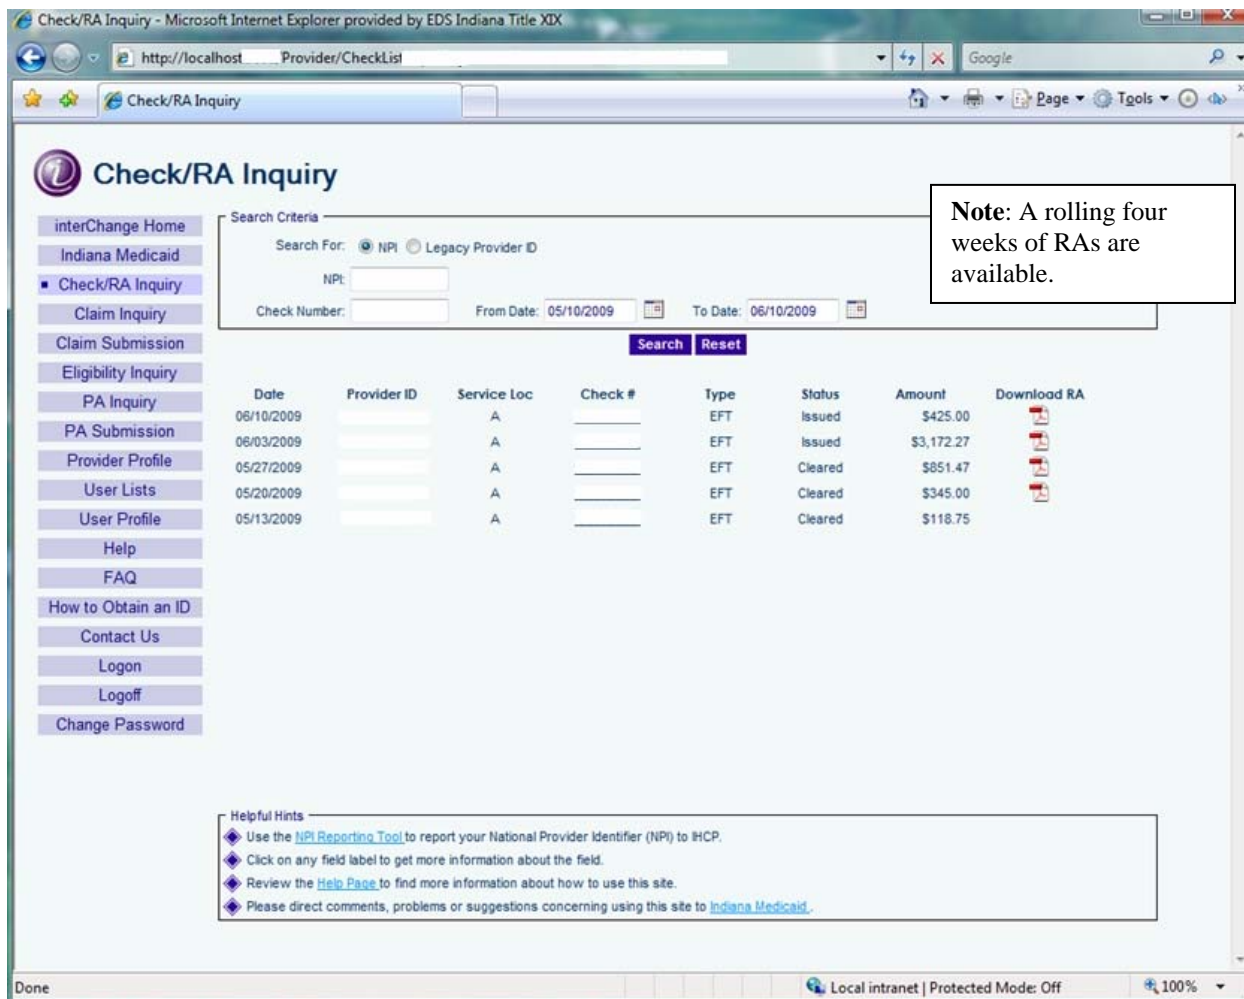 Check/RA Inquiry - Microsoft Internet Explorer provided by EDS Indiana Title XIX
http://localhost Provider/CheckList
Google
Check/RA Inquiry
Page Tools
Check/RA Inquiry
Note: A rolling four
weeks of RAs are
available.
interChange Home
Indiana Medicaid
Check/RA Inquiry
Claim Inquiry
Claim Submission
Eligibility Inquiry
PA Inquiry
PA Submission
Provider Profile
User Lists
User Profile
Help
FAQ
How to Obtain an ID
Contact Us
Logon
Logoff
Change Password
Search Criteria
Search For: NPI Legacy Provider ID
NPI:
Check Number: From Date: 05/10/2009 To Date: 06/10/2009
Search Reset
Date Provider ID Service Loc Check # Type Status Amount Download RA
06/10/2009 A EFT Issued $425.00
06/03/2009 A EFT Issued $3,172.27
05/27/2009 A EFT Cleared $851.47
05/20/2009 A EFT Cleared $345.00
05/13/2009 A EFT Cleared $118.75
Helpful Hints
Use the NPI Reporting Tool to report your National Provider Identifier (NPI) to IHCP.
Click on any field label to get more information about the field.
Review the Help Page to find more information about how to use this site.
Please direct comments, problems or suggestions concerning using this site to Indiana Medicaid .
Done
Local intranet | Protected Mode: Off
100%